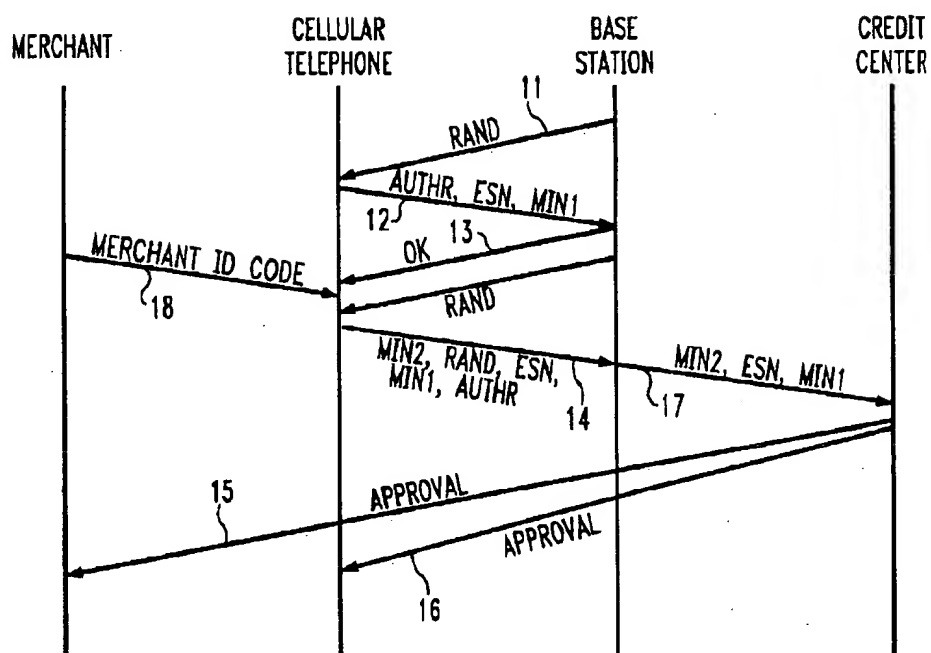 MERCHANT
CELLULAR
TELEPHONE
BASE
STATION
CREDIT
CENTER
11
RAND
AUTHR, ESN, MIN1
12
13
OK
MERCHANT ID CODE
18
RAND
MIN2, RAND, ESN,
MIN1, AUTHR
14
MIN2, ESN, MIN1
17
15
APPROVAL
APPROVAL
16